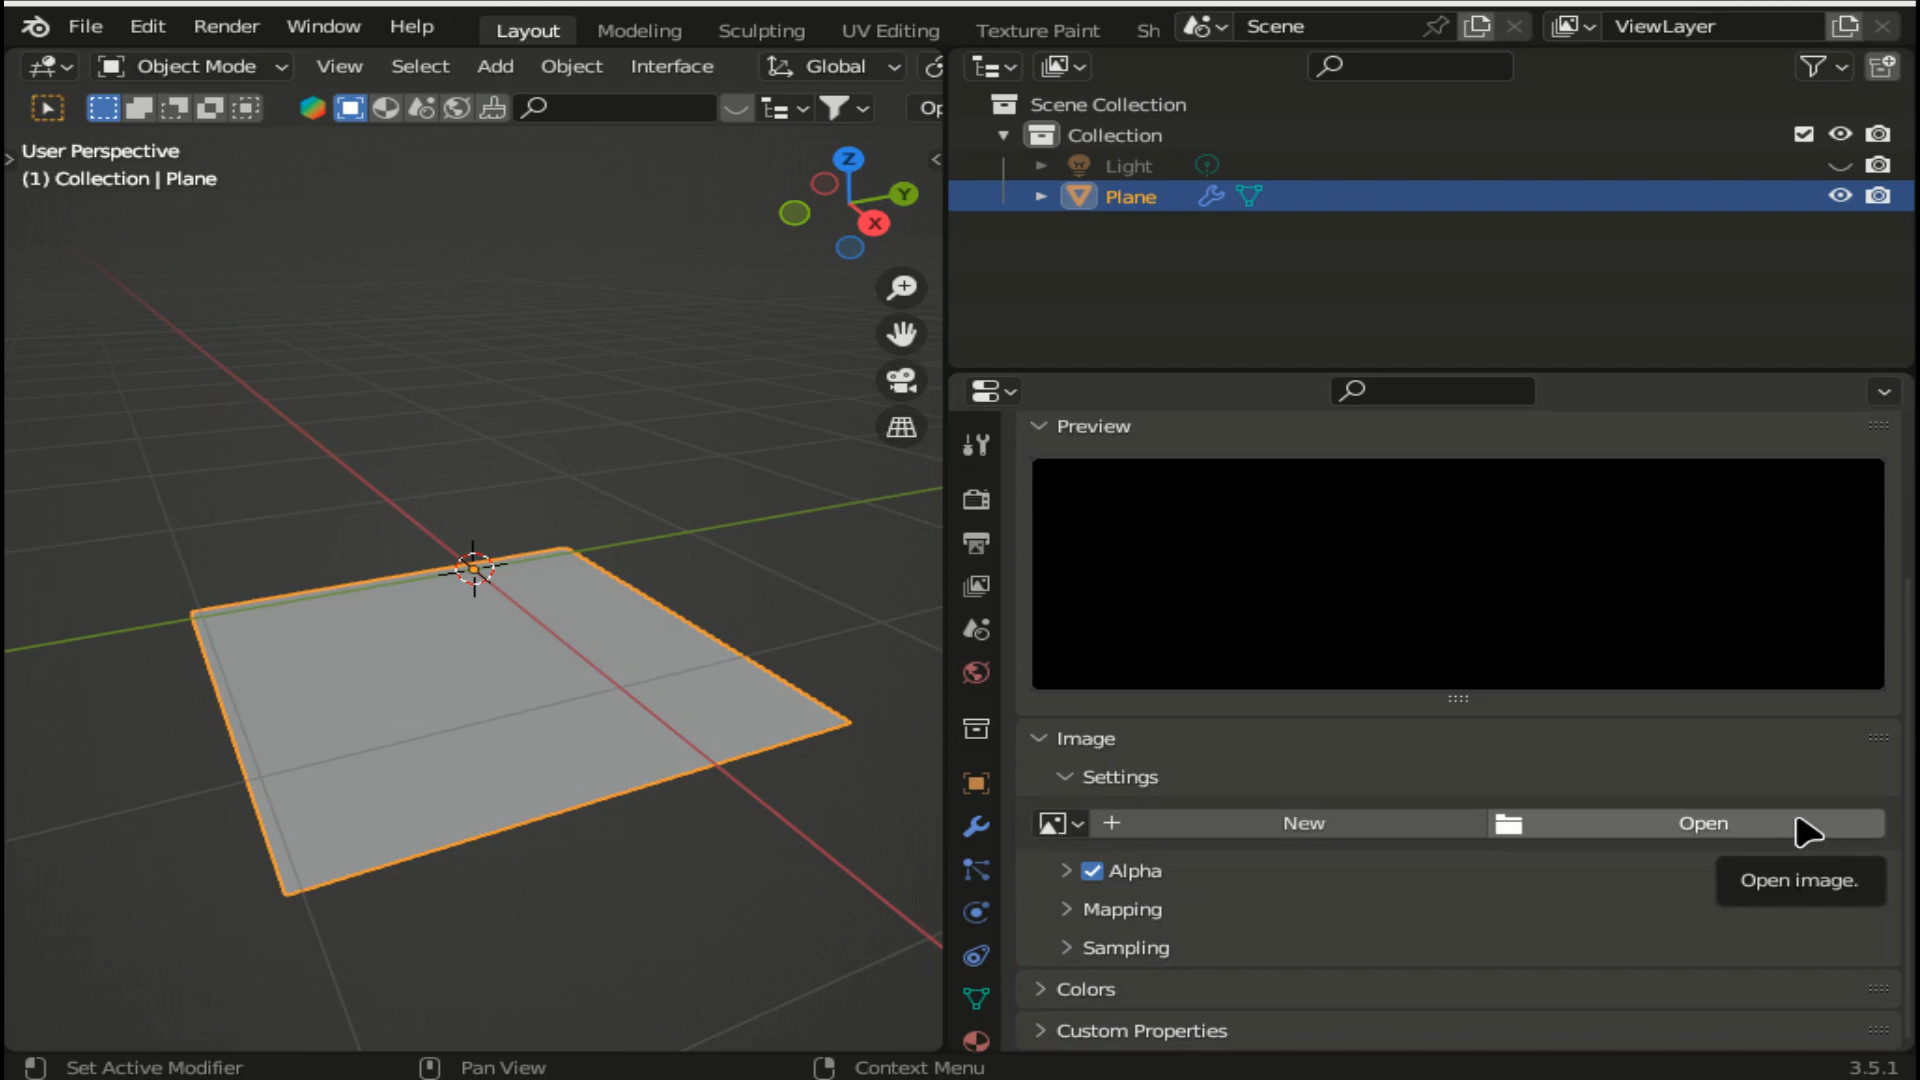 File Edit Render Window Help Layout Modeling Sculpting UV Editing Texture Paint Sh Scene ViewLayer
Object Mode View Select Add Object Interface Global
Op
User Perspective
(1) Collection | Plane
Z
Y
X
Scene Collection
Collection
Light
Plane
Preview
Image
Settings
New Open
Alpha
Open image.
Mapping
Sampling
Colors
Custom Properties
Set Active Modifier Pan View Context Menu 3.5.1